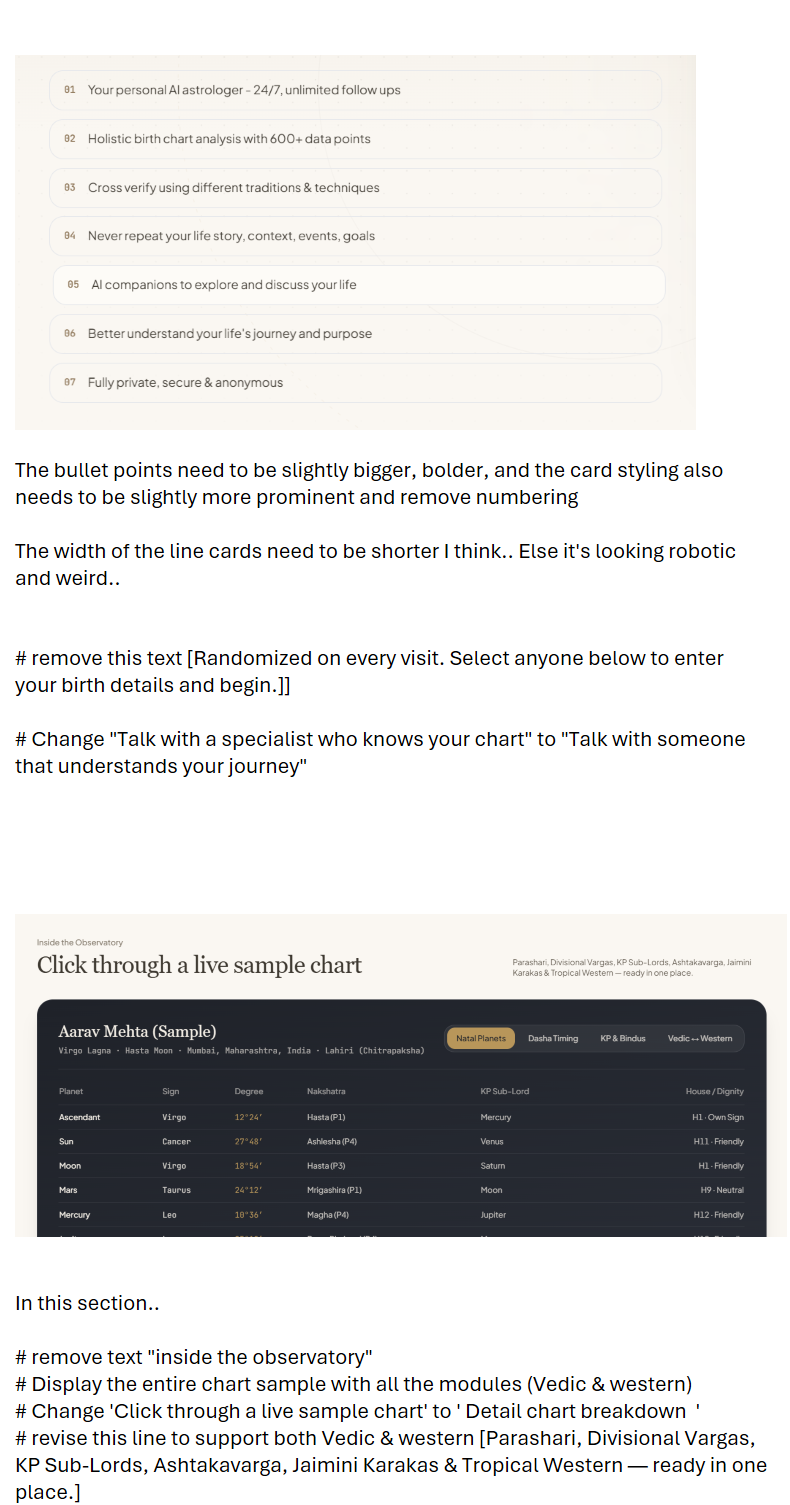 01 Your personal AI astrologer - 24/7, unlimited follow ups
02 Holistic birth chart analysis with 600+ data points
03 Cross verify using different traditions & techniques
04 Never repeat your life story, context, events, goals
05 AI companions to explore and discuss your life
06 Better understand your life's journey and purpose
07 Fully private, secure & anonymous
The bullet points need to be slightly bigger, bolder, and the card styling also
needs to be slightly more prominent and remove numbering
The width of the line cards need to be shorter I think.. Else it's looking robotic
and weird..
# remove this text [Randomized on every visit. Select anyone below to enter
your birth details and begin.]]
# Change "Talk with a specialist who knows your chart" to "Talk with someone
that understands your journey"
Inside the Observatory
Click through a live sample chart
Parashari, Divisional Vargas, KP Sub-Lords, Ashtakavarga, Jaimini
Karakas & Tropical Western — ready in one place.
Aarav Mehta (Sample)
Virgo Lagna · Hasta Moon · Mumbai, Maharashtra, India · Lahiri (Chitrapaksha)
Natal Planets Dasha Timing KP & Bindus Vedic ↔ Western
Planet Sign Degree Nakshatra KP Sub-Lord House / Dignity
Ascendant Virgo 12°24' Hasta (P1) Mercury H1 · Own Sign
Sun Cancer 27°48' Ashlesha (P4) Venus H11 · Friendly
Moon Virgo 18°54' Hasta (P3) Saturn H1 · Friendly
Mars Taurus 24°12' Mrigashira (P1) Moon H9 · Neutral
Mercury Leo 10°36' Magha (P4) Jupiter H12 · Friendly
In this section..
# remove text "inside the observatory"
# Display the entire chart sample with all the modules (Vedic & western)
# Change 'Click through a live sample chart' to ' Detail chart breakdown '
# revise this line to support both Vedic & western [Parashari, Divisional Vargas,
KP Sub-Lords, Ashtakavarga, Jaimini Karakas & Tropical Western — ready in one
place.]